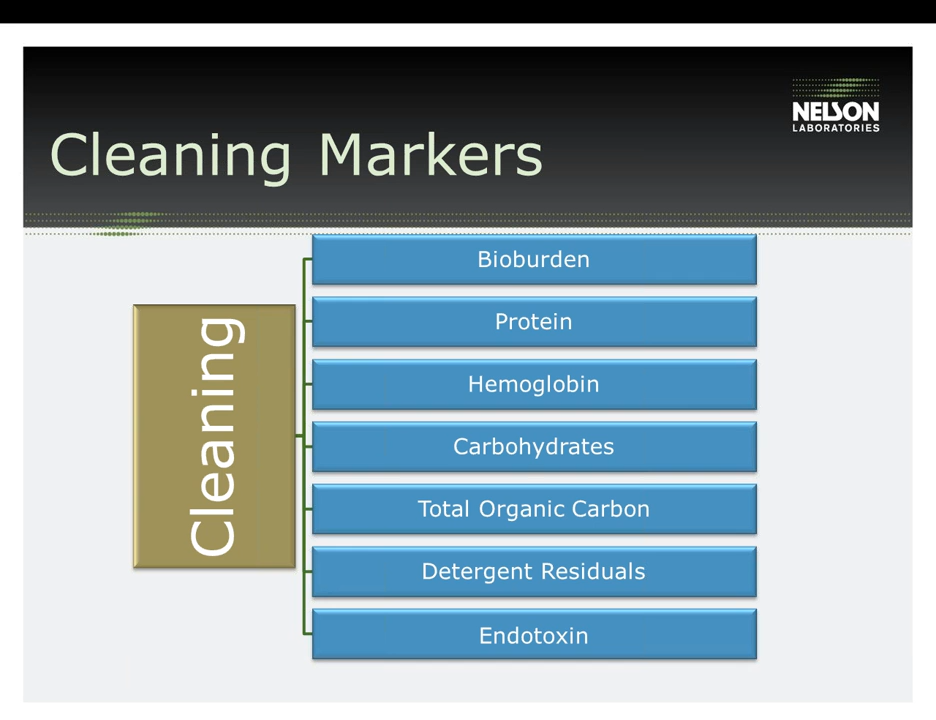 NELSON
LABORATORIES
Cleaning Markers
Cleaning
Bioburden
Protein
Hemoglobin
Carbohydrates
Total Organic Carbon
Detergent Residuals
Endotoxin